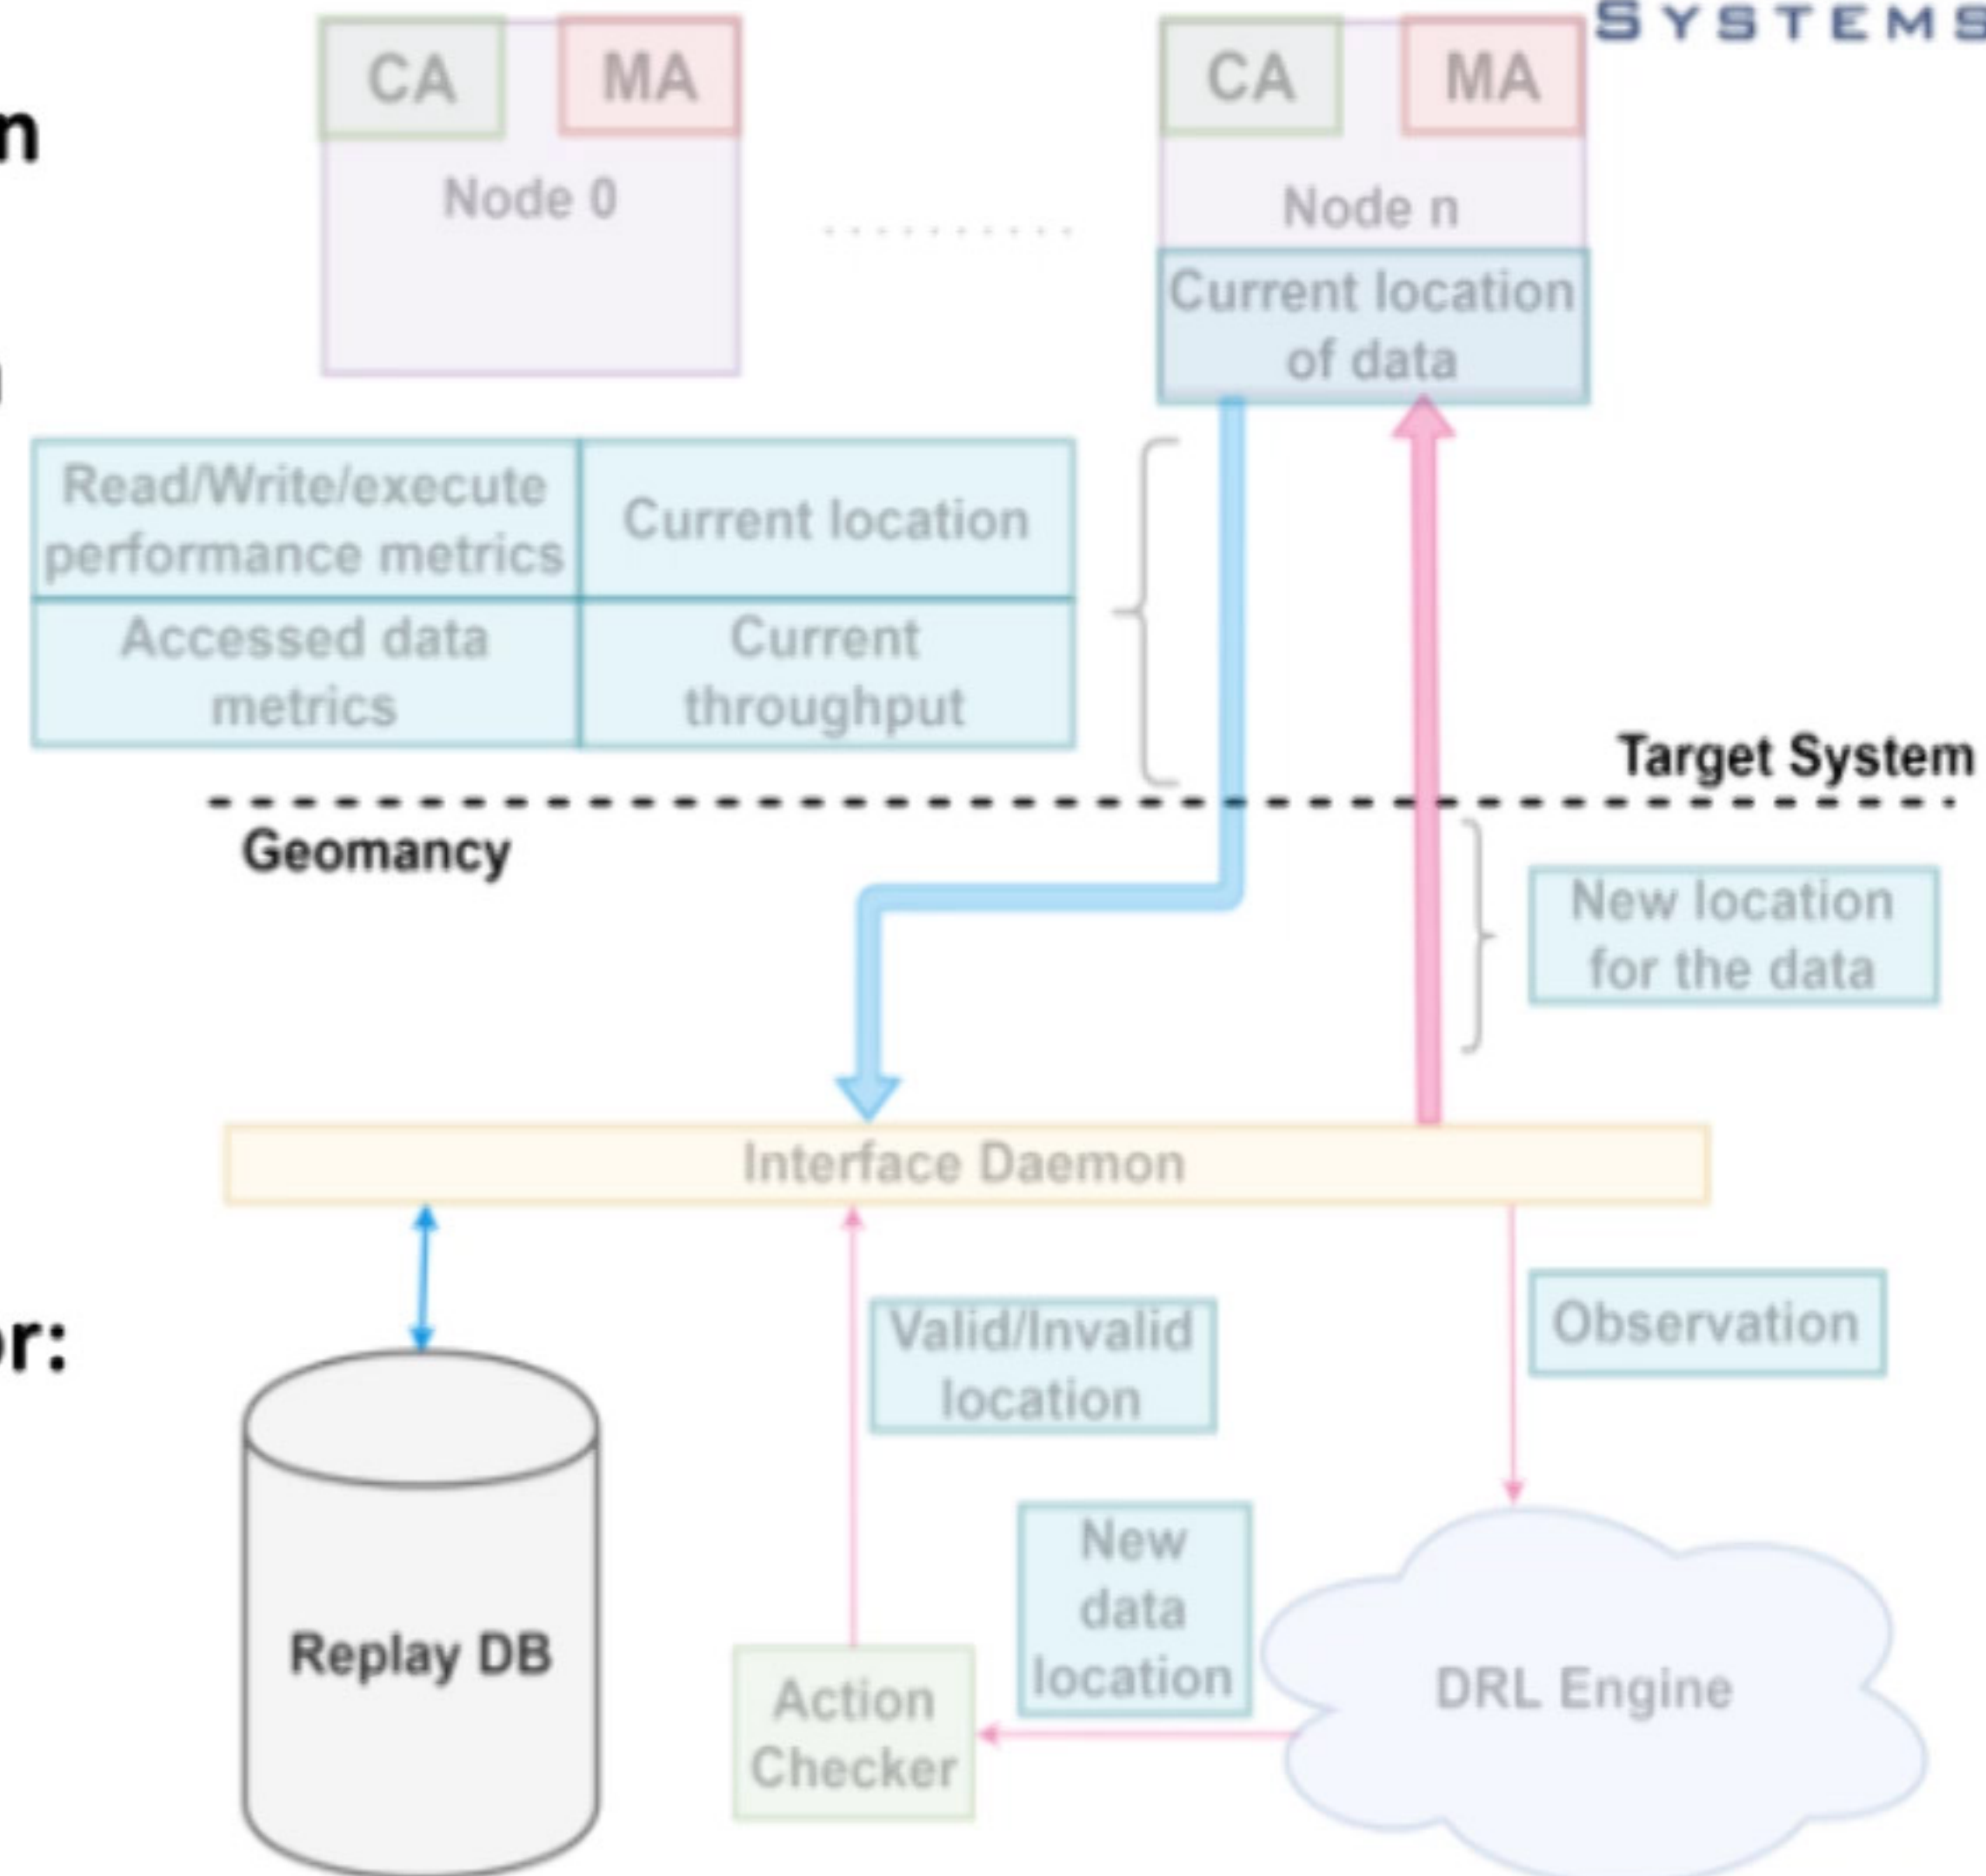 SYSTEMS
CA
MA
Node 0
CA
MA
Node n
Current location
of data
Read/Write/execute
performance metrics
Current location
Accessed data
metrics
Current
throughput
Target System
Geomancy
New location
for the data
Interface Daemon
Valid/Invalid
location
Observation
or:
Replay DB
New
data
location
Action
Checker
DRL Engine